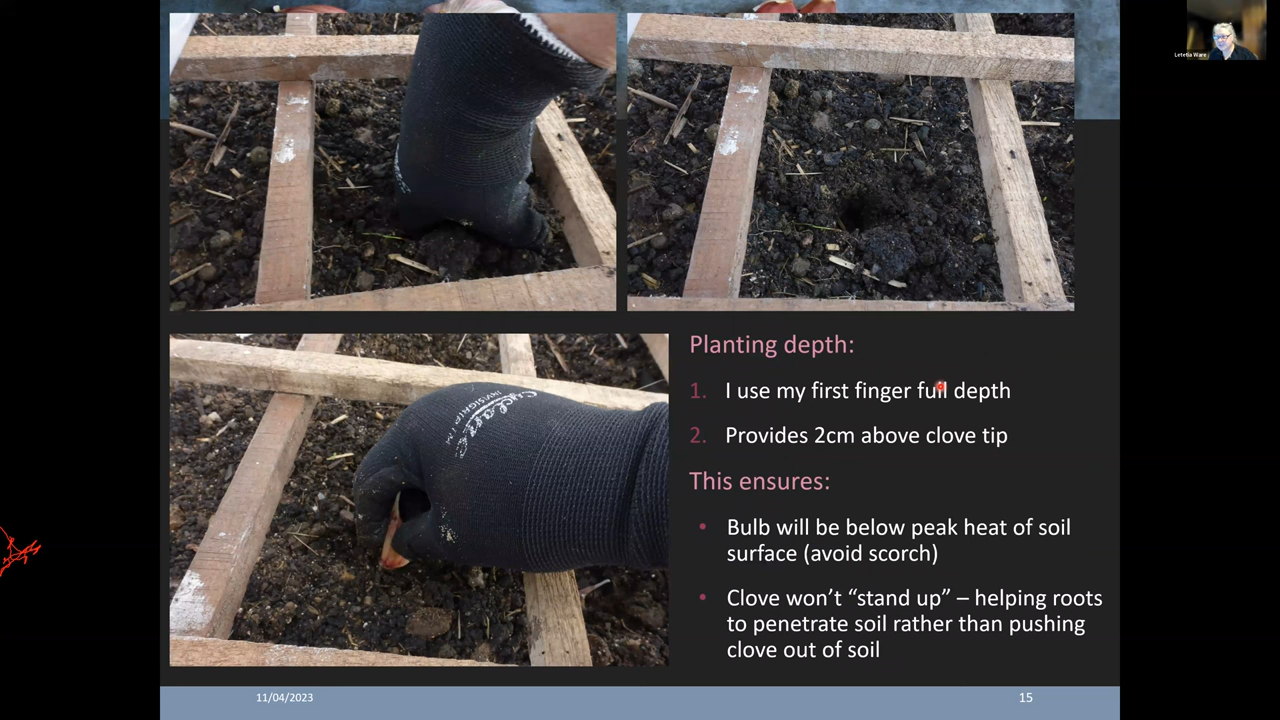 Letetia Ware
Planting depth:
1. I use my first finger full depth
2. Provides 2cm above clove tip
This ensures:
• Bulb will be below peak heat of soil
surface (avoid scorch)
• Clove won't “stand up” – helping roots
to penetrate soil rather than pushing
clove out of soil
11/04/2023
15